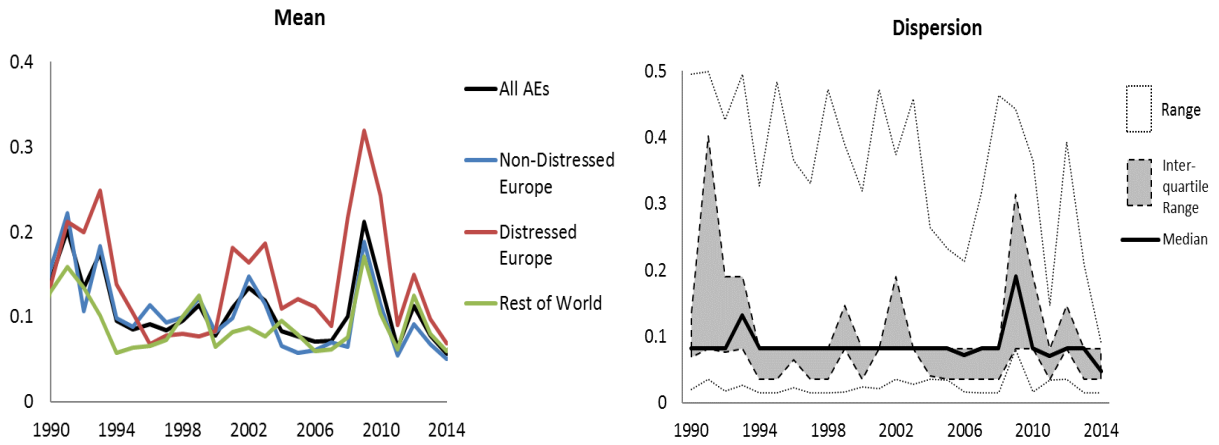 Mean
0.4
0.3
0.2
0.1
0
1990 1994 1998 2002 2006 2010 2014
All AEs
Non-Distressed
Europe
Distressed
Europe
Rest of World
Dispersion
0.5
0.4
0.3
0.2
0.1
0
1990 1994 1998 2002 2006 2010 2014
Range
Inter-
quartile
Range
Median